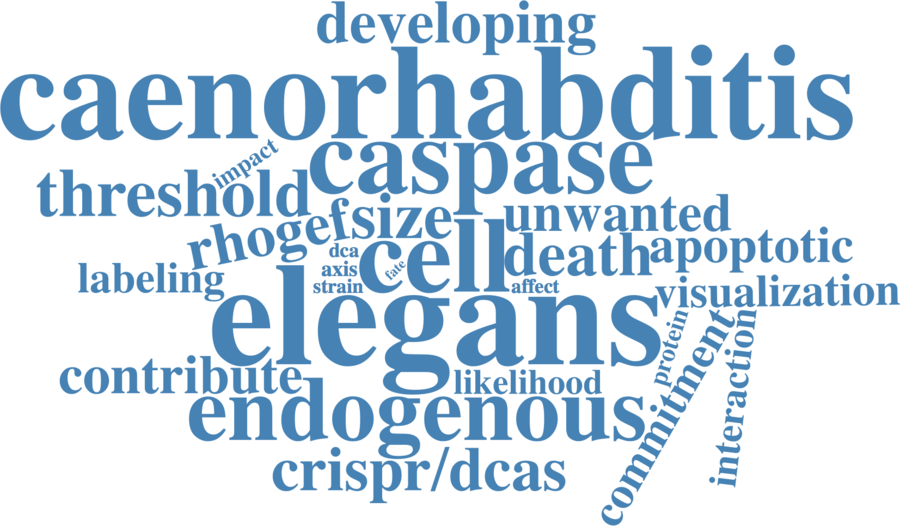 developing
caenorhabditis
impact
caspase
threshold
rhogef
size
unwanted
dca
cell
death
apoptotic
labeling
axis
fate
strain
affect
elegans
visualization
protein
contribute
likelihood
commitment
interaction
endogenous
crispr/dcas